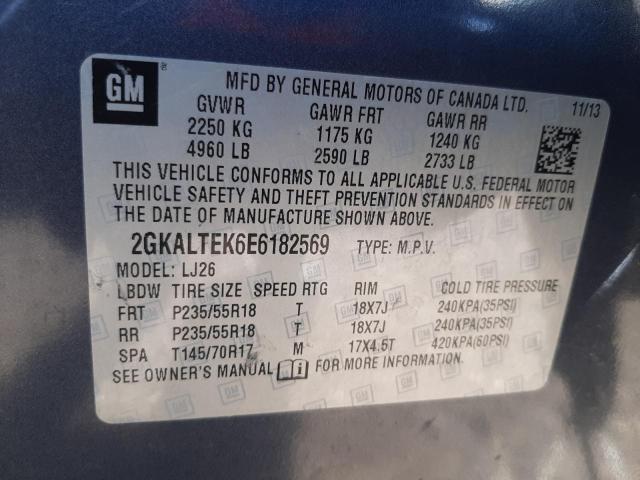 GM
MFD BY GENERAL MOTORS OF CANADA LTD. 11/13
GVWR GAWR FRT GAWR RR
2250 KG 1175 KG 1240 KG
4960 LB 2590 LB 2733 LB
THIS VEHICLE CONFORMS TO ALL APPLICABLE U.S. FEDERAL MOTOR
VEHICLE SAFETY AND THEFT PREVENTION STANDARDS IN EFFECT ON
THE DATE OF MANUFACTURE SHOWN ABOVE.
2GKALTEK6E6182569 TYPE: M.P.V.
MODEL: LJ26
LBDW TIRE SIZE SPEED RTG RIM COLD TIRE PRESSURE
FRT P235/55R18 T 18X7J 240KPA(35PSI)
RR P235/55R18 T 18X7J 240KPA(35PSI)
SPA T145/70R17 M 17X4.5T 420KPA(60PSI)
SEE OWNER'S MANUAL FOR MORE INFORMATION.